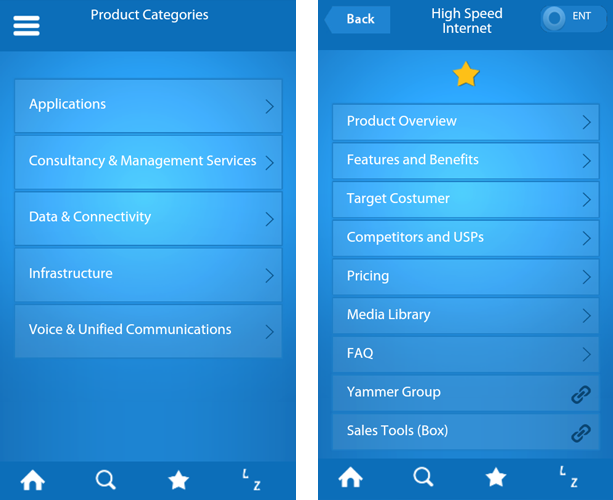 Product Categories
Applications
Consultancy & Management Services
Data & Connectivity
Infrastructure
Voice & Unified Communications
L
Z
Back
High Speed
Internet
ENT
Product Overview
Features and Benefits
Target Costumer
Competitors and USPs
Pricing
Media Library
FAQ
Yammer Group
Sales Tools (Box)
L
Z